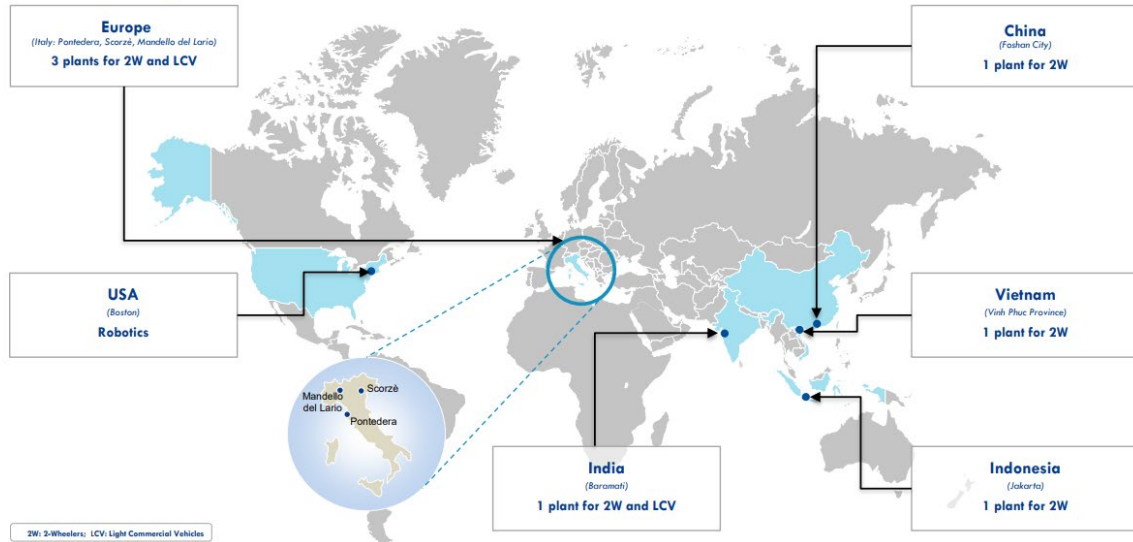 Europe
(Italy: Pontedera, Scorzè, Mandello del Lario)
3 plants for 2W and LCV
China
(Foshan City)
1 plant for 2W
USA
(Boston)
Robotics
Vietnam
(Vinh Phuc Province)
1 plant for 2W
Mandello
del Lario
Scorzè
Pontedera
India
(Baramati)
1 plant for 2W and LCV
Indonesia
(Jakarta)
1 plant for 2W
2W: 2-Wheelers; LCV: Light Commercial Vehicles